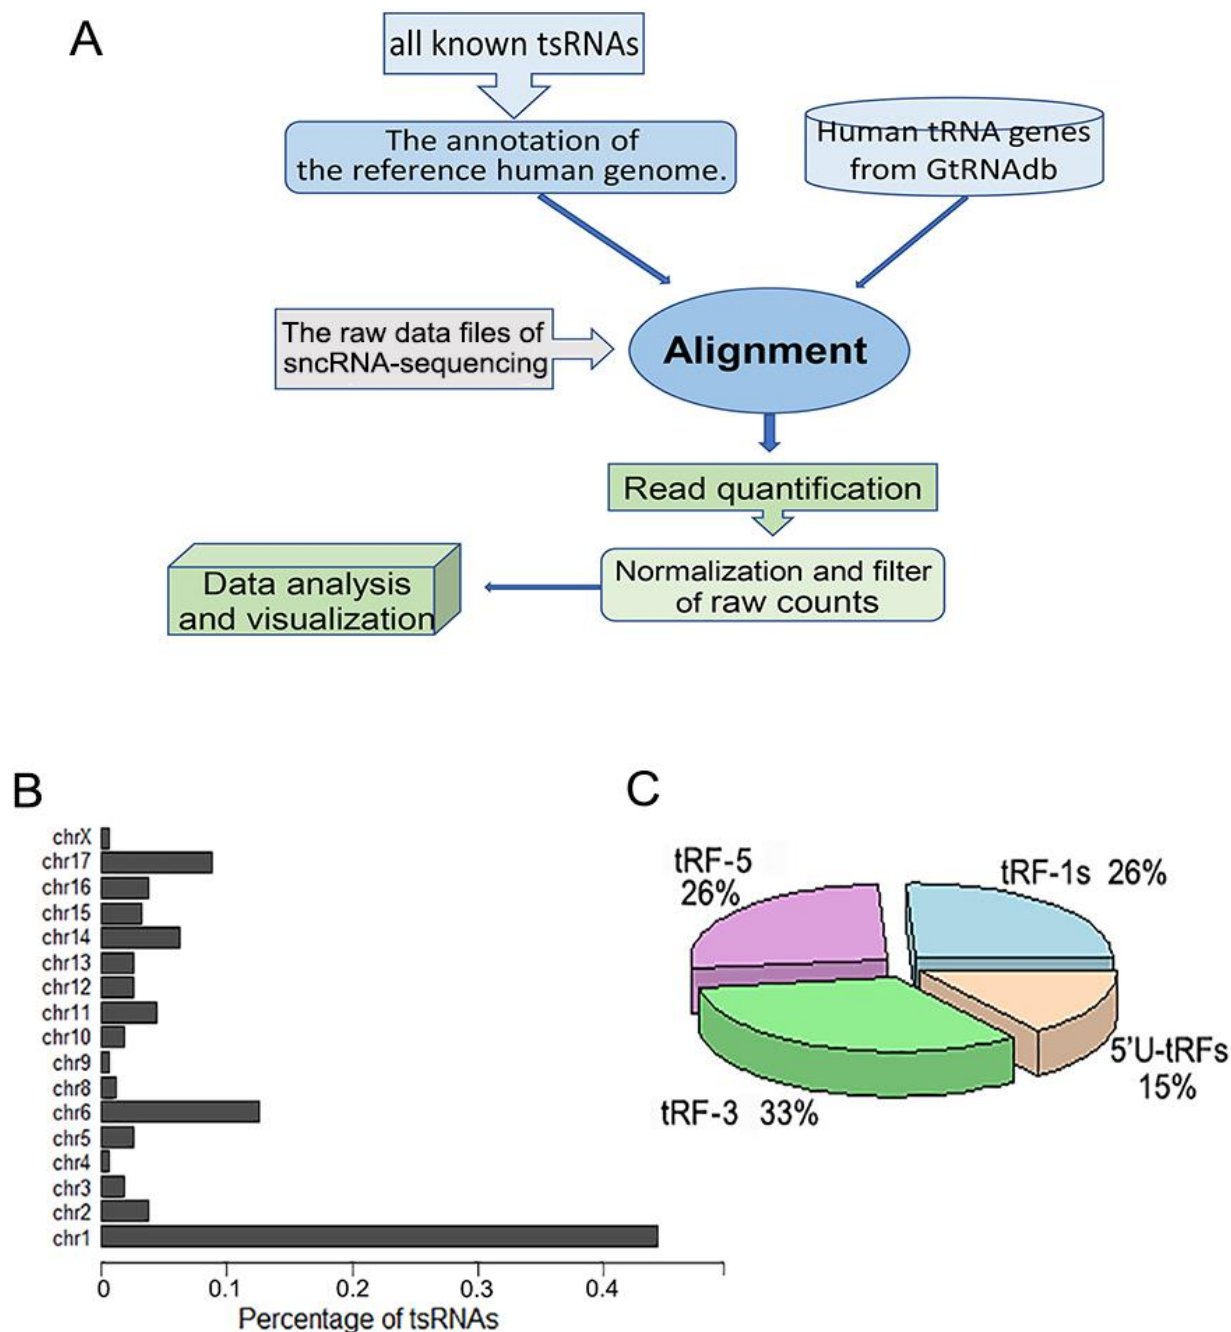 A
all known tsRNAs
The annotation of
the reference human genome.
Human tRNA genes
from GtRNAdb
The raw data files of
sncRNA-sequencing
Alignment
Read quantification
Normalization and filter
of raw counts
Data analysis
and visualization
B
chrX
chr17
chr16
chr15
chr14
chr13
chr12
chr11
chr10
chr9
chr8
chr6
chr5
chr4
chr3
chr2
chr1
0 0.1 0.2 0.3 0.4
Percentage of tsRNAs
C
tRF-5
26%
tRF-1s 26%
5'U-tRFs
15%
tRF-3 33%